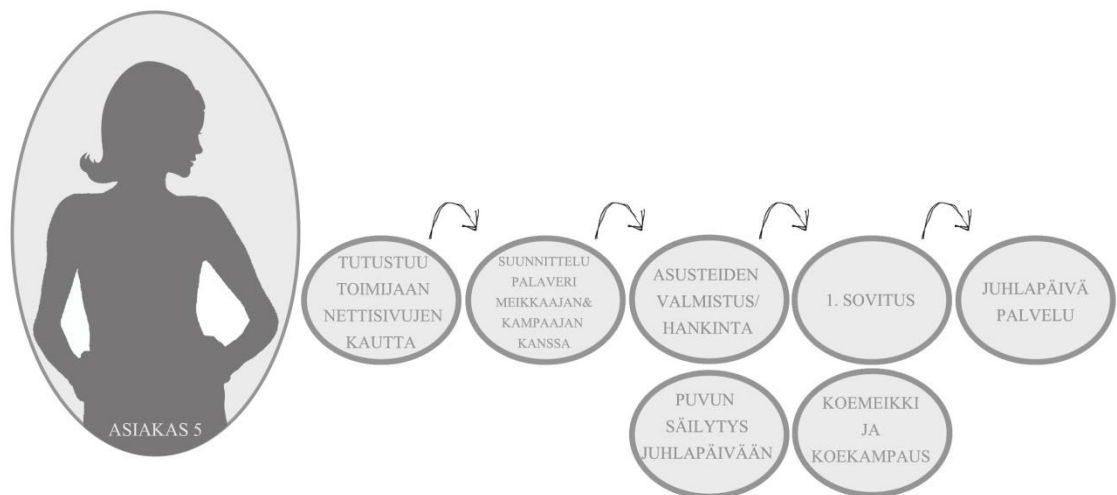 ASIAKAS 5
TUTUSTUU
TOIMIJAAN
NETTISIVUJEN
KAUTTA
SUUNNITTELU
PALAVERI
MEIKKAAJAN&
KAMPAAJAN
KANSSA
ASUSTEIDEN
VALMISTUS/
HANKINTA
1. SOVITUS
JUHLAPÄIVÄ
PALVELU
PUVUN
SÄILYTYS
JUHLAPÄIVÄÄN
KOEMEIKKI
JA
KOEKAMPAUS